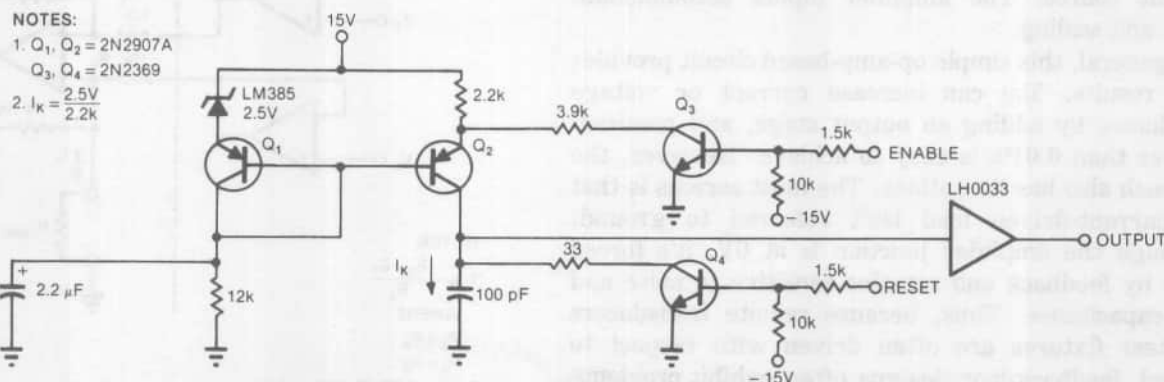 NOTES:
1. Q1, Q2 = 2N2907A
Q3, Q4 = 2N2369
2. IK = 2.5V
2.2k
15V
LM385
2.5V
2.2k
Q1
Q2
3.9k
Q3
1.5k
ENABLE
10k
-15V
LH0033
OUTPUT
IK
33
Q4
1.5k
RESET
2.2 µF
12k
100 pF
10k
-15V